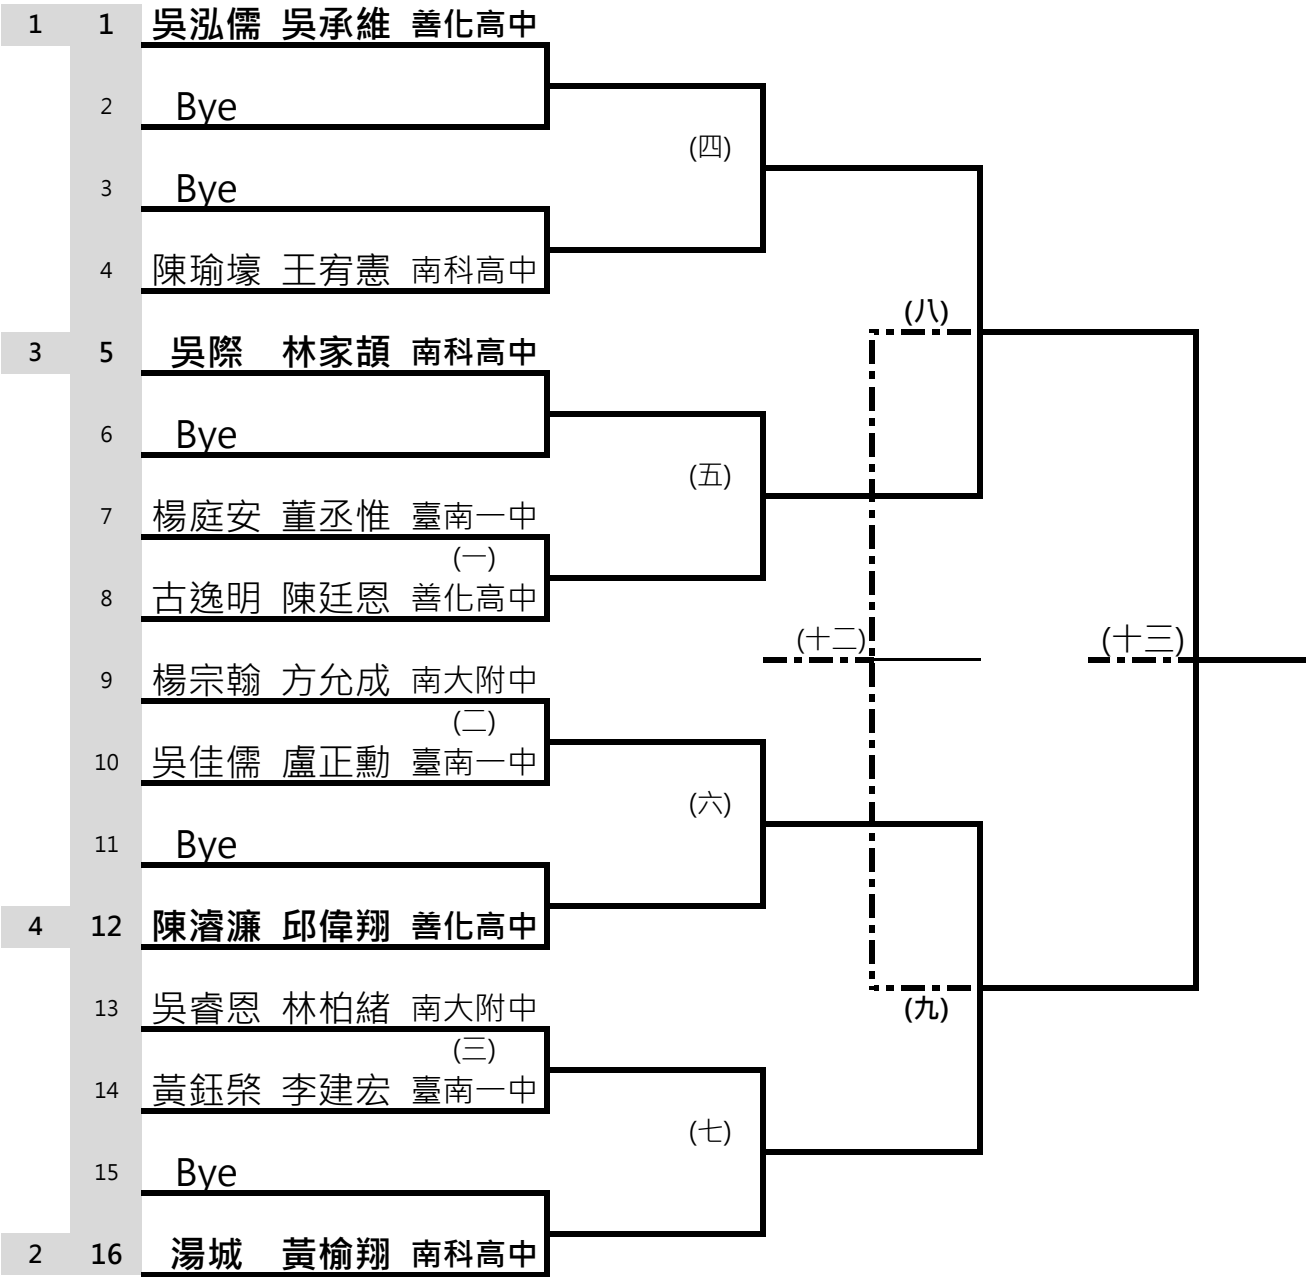 1 1 吳泓儒 吳承維 善化高中
2 Bye
(四)
3 Bye
4 陳瑜壕 王宥憲 南科高中
(八)
3 5 吳際 林家頡 南科高中
6 Bye
(五)
7 楊庭安 董丞惟 臺南一中
(一)
8 古逸明 陳廷恩 善化高中
(十二) (十三)
9 楊宗翰 方允成 南大附中
(二)
10 吳佳儒 盧正勳 臺南一中
(六)
11 Bye
4 12 陳濬濂 邱偉翔 善化高中
13 吳睿恩 林柏緒 南大附中
(九)
(三)
14 黃鈺棨 李建宏 臺南一中
(七)
15 Bye
2 16 湯城 黃榆翔 南科高中